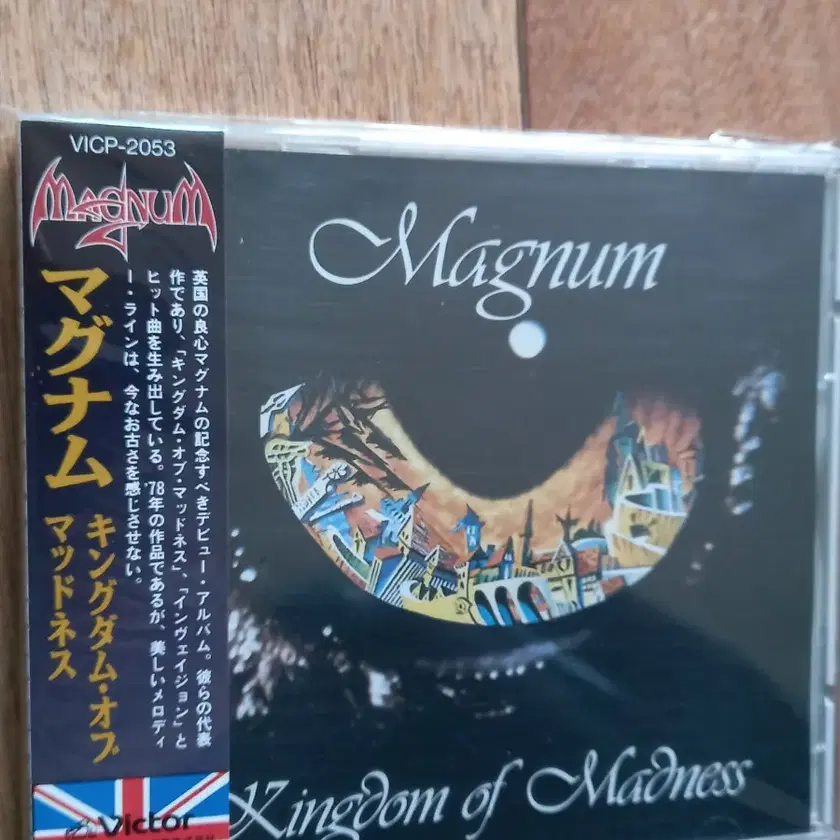 VICP-2053
MAGNUM
マグナム
キングダム・オブ
マッドネス
英国の良心マグナムの記念すべきデビュー・アルバム。彼らの代表
作であり、「キングダム・オブ・マッドネス」、「インヴェイジョン」と
ヒット曲を生み出している。'78年の作品であるが、美しいメロディ
ー・ラインは、今なお古さを感じさせない。
Victor
Magnum
Kingdom of Madness